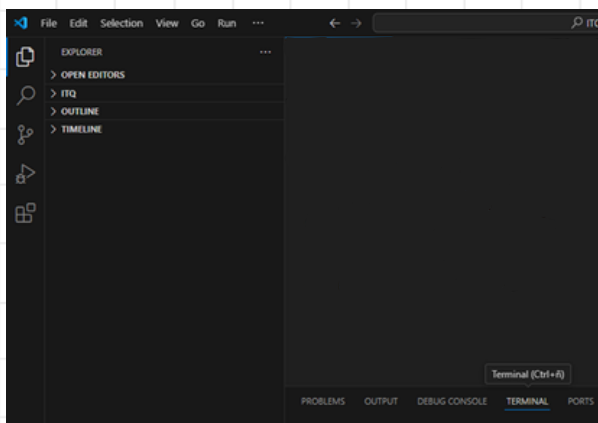 File Edit Selection View Go Run ...
ITQ
EXPLORER ...
OPEN EDITORS
ITQ
OUTLINE
TIMELINE
Terminal (Ctrl+ñ)
PROBLEMS OUTPUT DEBUG CONSOLE TERMINAL PORTS